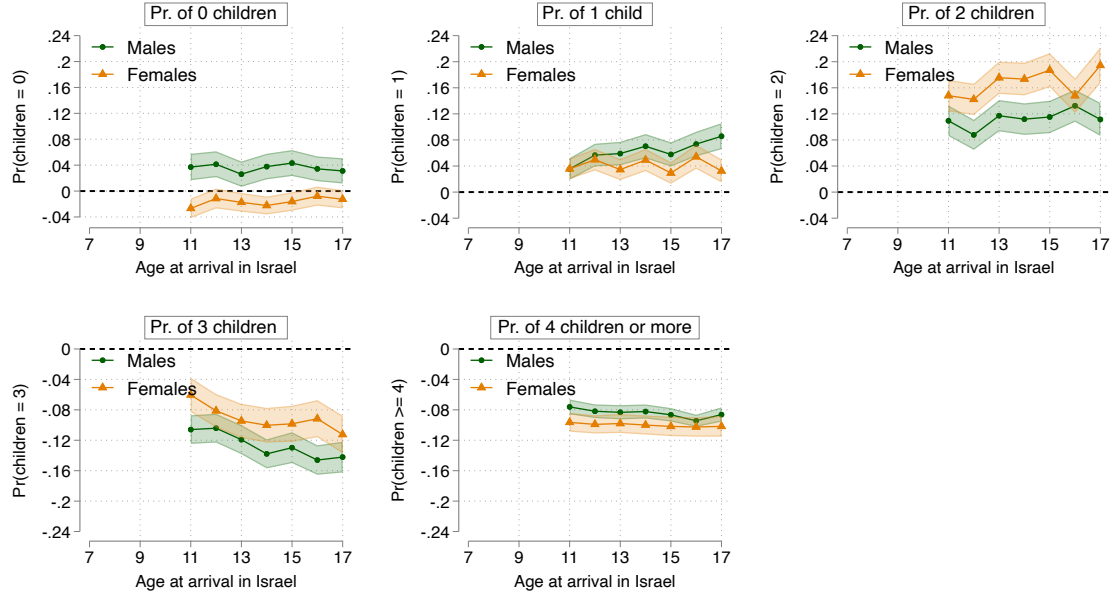 Pr. of 0 children
Pr(children = 0)
.24
.2
.16
.12
.08
.04
0
-.04
Males
Females
7 9 11 13 15 17
Age at arrival in Israel
Pr. of 1 child
Pr(children = 1)
.24
.2
.16
.12
.08
.04
0
-.04
Males
Females
7 9 11 13 15 17
Age at arrival in Israel
Pr. of 2 children
Pr(children = 2)
.24
.2
.16
.12
.08
.04
0
-.04
Males
Females
7 9 11 13 15 17
Age at arrival in Israel
Pr. of 3 children
Pr(children = 3)
0
-.04
-.08
-.12
-.16
-.2
-.24
Males
Females
7 9 11 13 15 17
Age at arrival in Israel
Pr. of 4 children or more
Pr(children >= 4)
0
-.04
-.08
-.12
-.16
-.2
-.24
Males
Females
7 9 11 13 15 17
Age at arrival in Israel